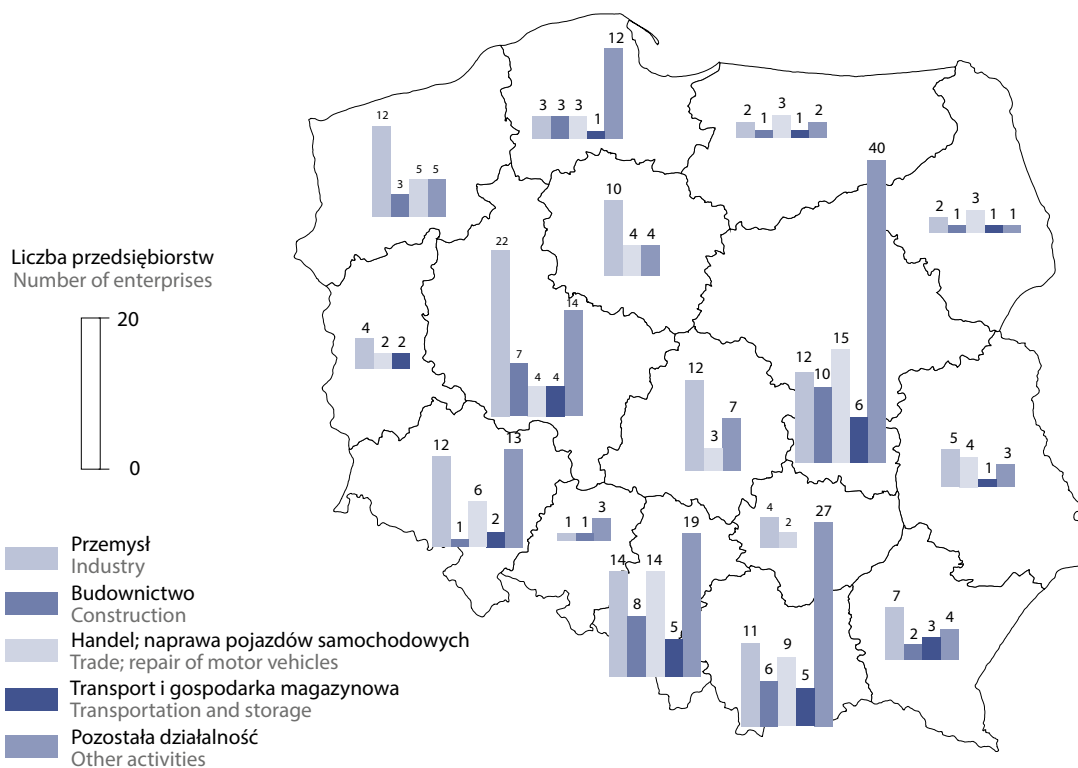 12
3 3 3 1
2 1 3 1 2
12
3 5 5
40
10
4 4
2 1 3 1 1
Liczba przedsiębiorstw
Number of enterprises
20
0
22
7 4 4 14
4 2 2
12 10 15 6
12 3 7
5 4 1 3
12 1 6 2 13
1 1 3
4 2
27
14 8 14 5 19
11 6 9 5
7 2 3 4
Przemysł
Industry
Budownictwo
Construction
Handel; naprawa pojazdów samochodowych
Trade; repair of motor vehicles
Transport i gospodarka magazynowa
Transportation and storage
Pozostała działalność
Other activities